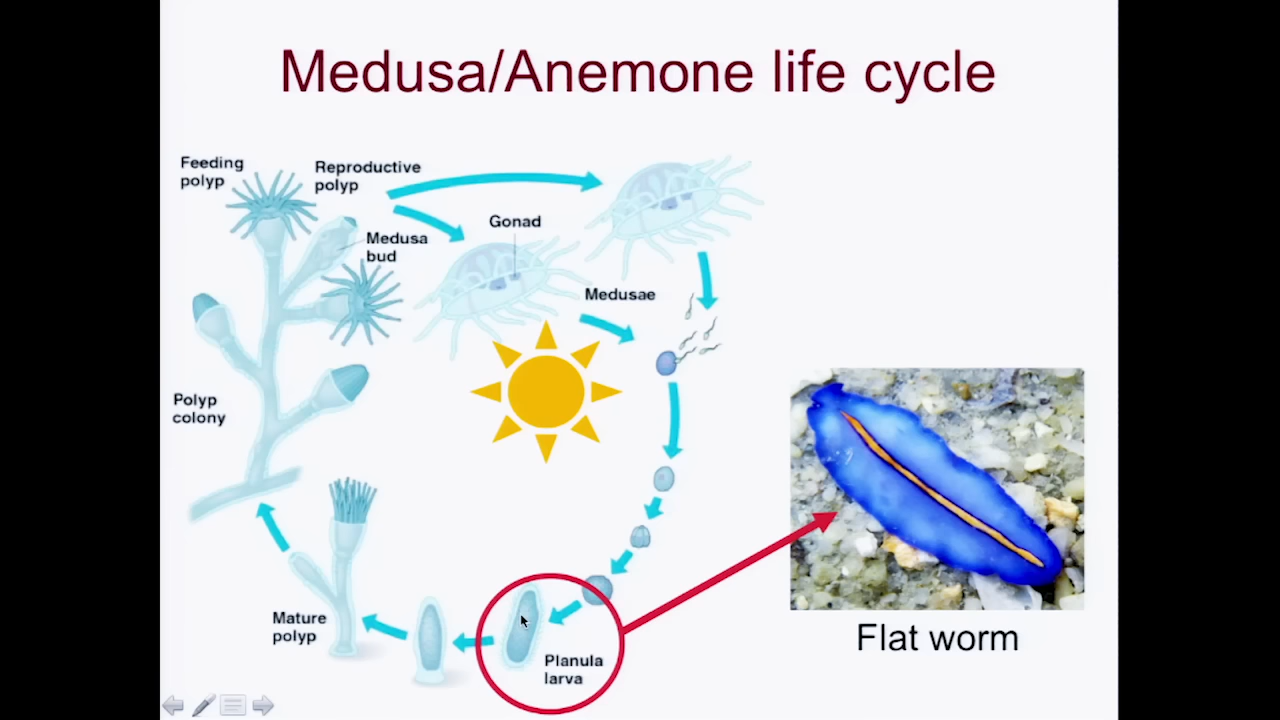 Medusa/Anemone life cycle
Feeding
polyp
Reproductive
polyp
Medusa
bud
Gonad
Medusae
Polyp
colony
Mature
polyp
Planula
larva
Flat worm